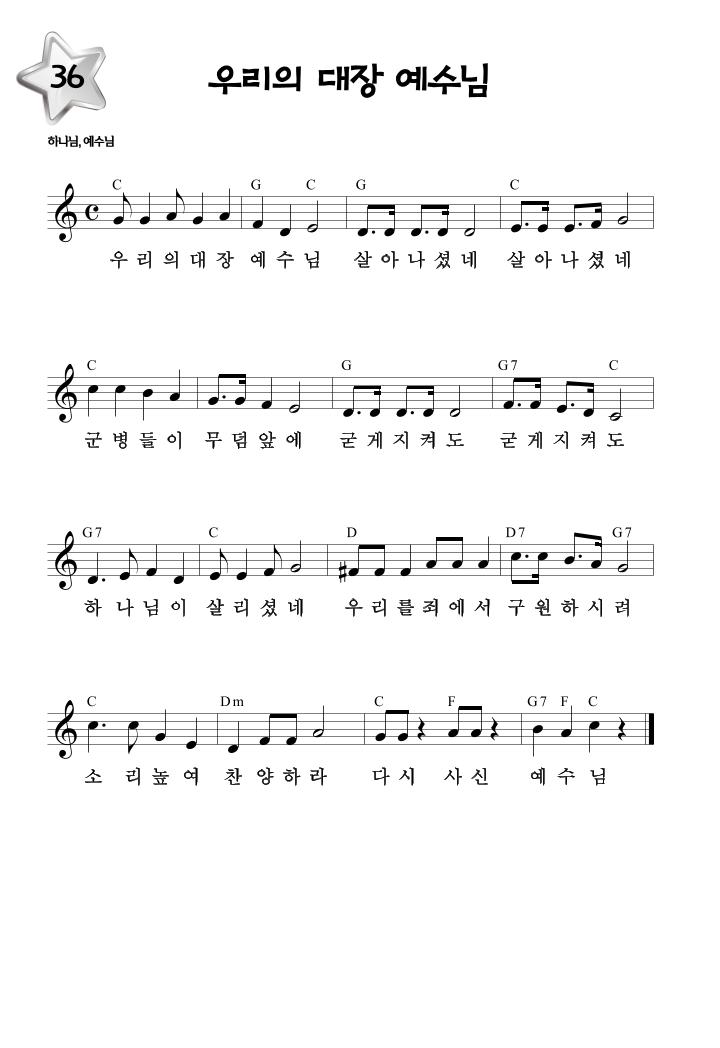 36
우리의 대장 예수님
하나님, 예수님
C G C G C
우리의대장 예수님 살아나셨네 살아나셨네
C G G7 C
군병들이 무덤앞에 굳게지켜도 굳게지켜도
G7 C D D7 G7
하나님이 살리셨네 우리를죄에서 구원하시려
C Dm C F G7 F C
소리높여 찬양하라 다시 사신 예수님